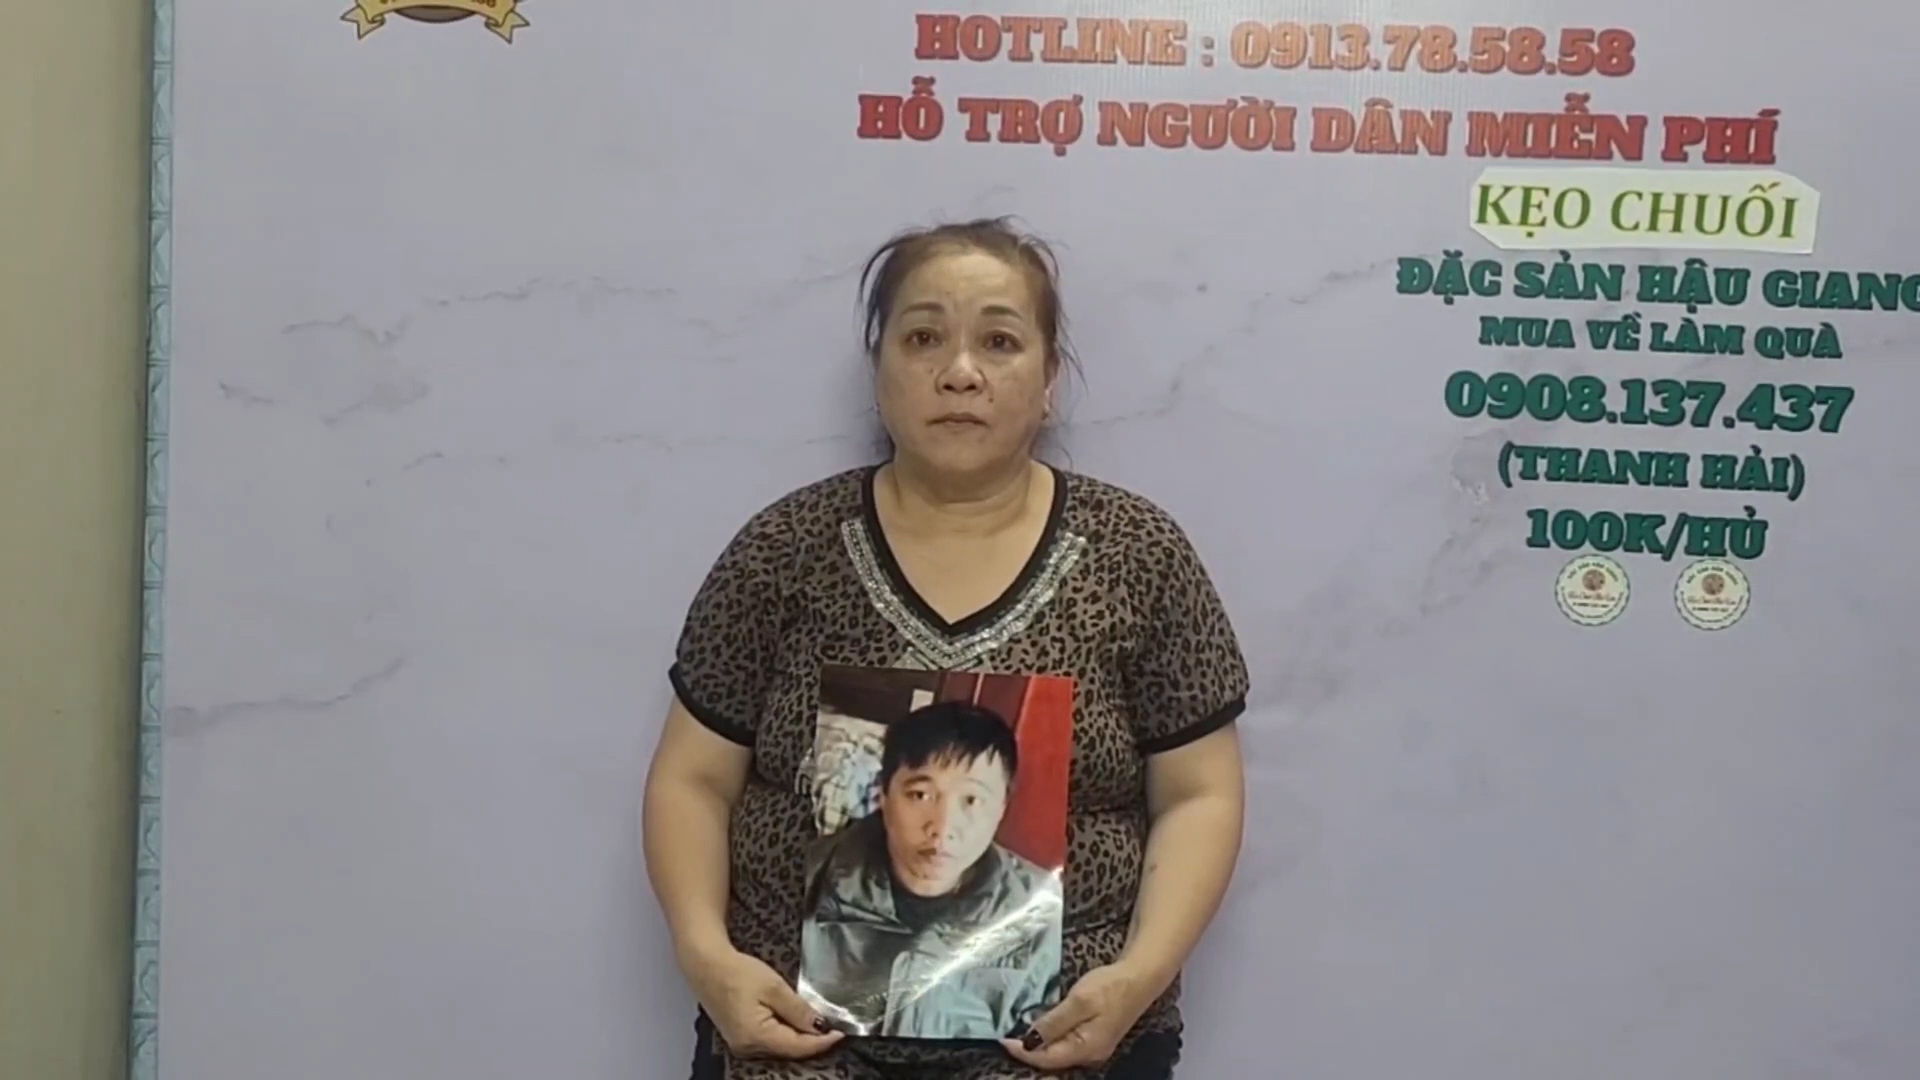 HOTLINE : 0913.78.58.58
HỖ TRỢ NGƯỜI DÂN MIỄN PHÍ
KẸO CHUỐI
ĐẶC SẢN HẬU GIANG
MUA VỀ LÀM QUÀ
0908.137.437
(THANH HẢI)
100K/HỦ